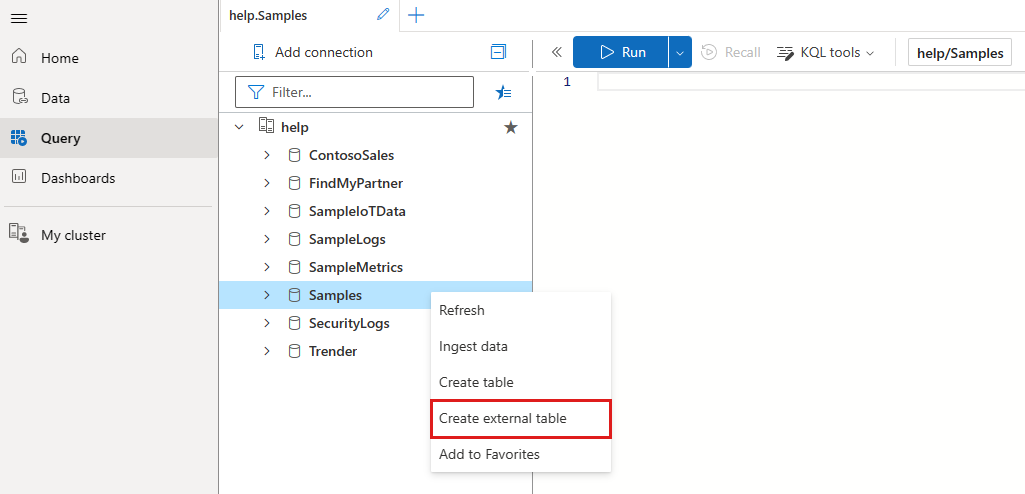 Home
Data
Query
Dashboards
My cluster
help.Samples
Add connection
Filter...
help
ContosoSales
FindMyPartner
SampleIoTData
SampleLogs
SampleMetrics
Samples
SecurityLogs
Trender
Refresh
Ingest data
Create table
Create external table
Add to Favorites
Run
Recall
KQL tools
help/Samples
1